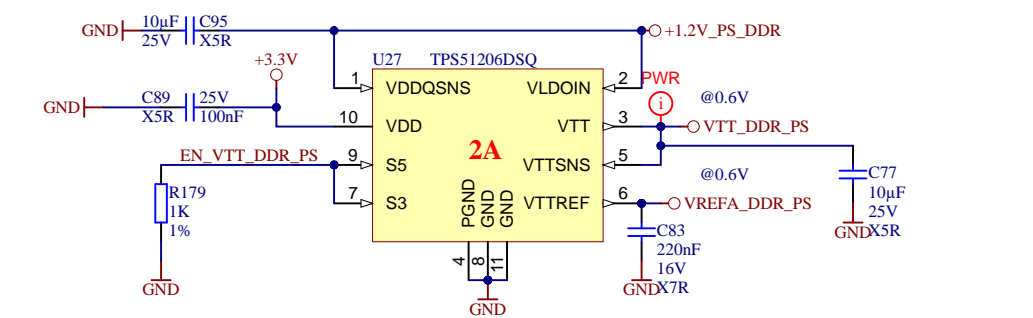 GND
10µF
25V
C95
X5R
+1.2V_PS_DDR
+3.3V
U27 TPS51206DSQ
PWR
i
1
VDDQSNS
VLDOIN
2
GND
C89
X5R
25V
100nF
@0.6V
10
VDD
VTT
3
VTT_DDR_PS
2A
EN_VTT_DDR_PS
9
S5
VTTSNS
5
@0.6V
C77
10µF
25V
X5R
GND
R179
1K
1%
7
S3
VTTREF
6
VREFA_DDR_PS
PGND
GND
GND
C83
220nF
16V
X7R
GND
4
8
11
GND
GND